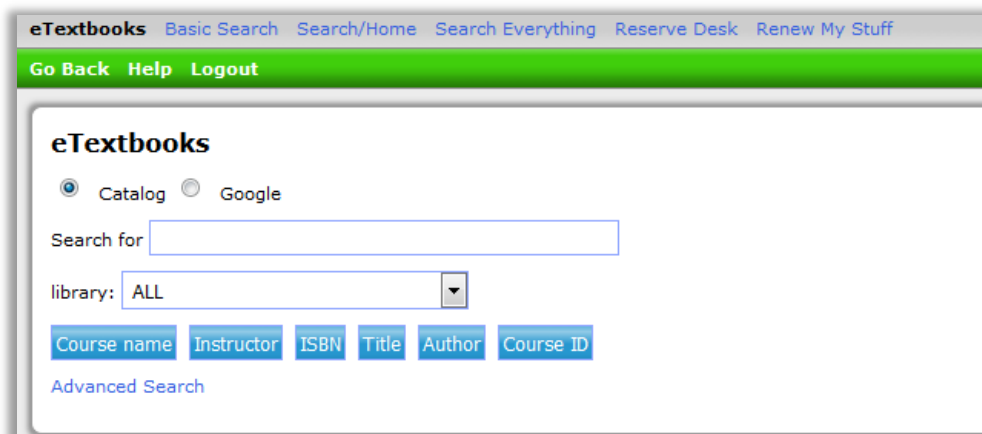 eTextbooks Basic Search Search/Home Search Everything Reserve Desk Renew My Stuff
Go Back Help Logout
eTextbooks
Catalog Google
Search for
library: ALL
Course name Instructor ISBN Title Author Course ID
Advanced Search